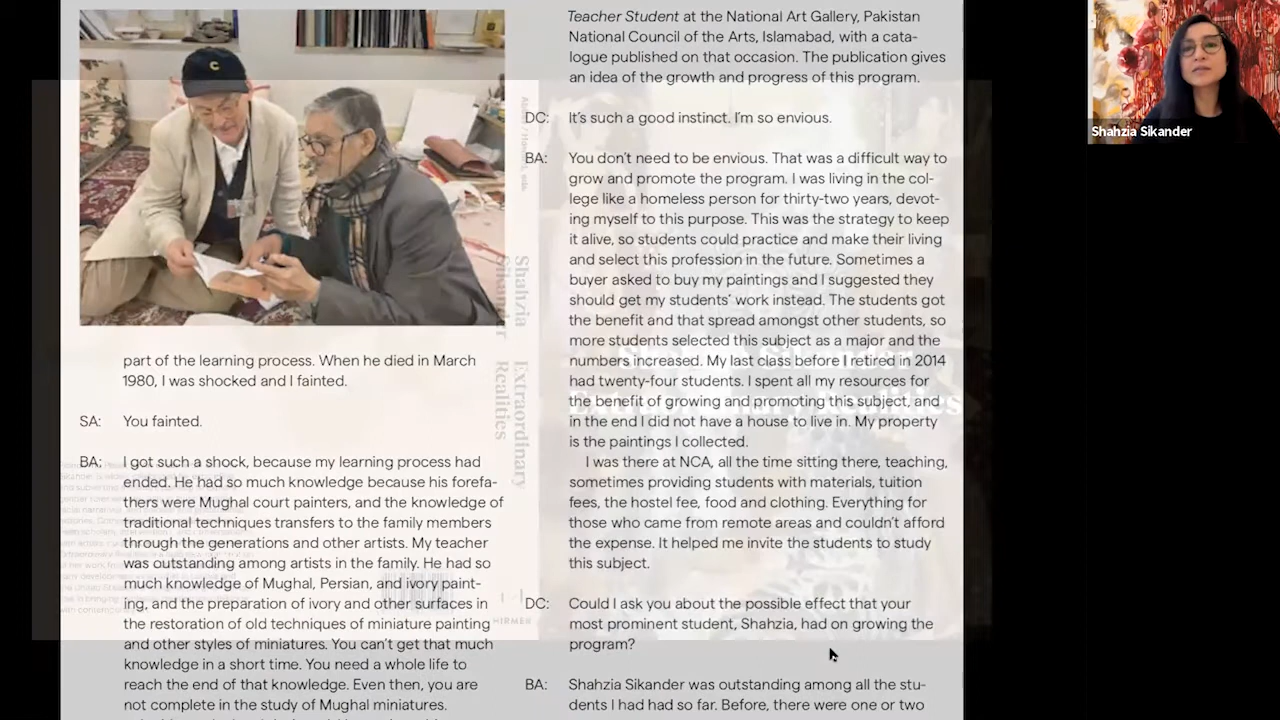 part of the learning process. When he died in March
1980, I was shocked and I fainted.
SA: You fainted.
BA: I got such a shock, because my learning process had
ended. He had so much knowledge because his forefa-
thers were Mughal court painters, and the knowledge of
traditional techniques transfers to the family members
through the generations and other artists. My teacher
was outstanding among artists in the family. He had so
much knowledge of Mughal, Persian, and ivory paint-
ing, and the preparation of ivory and other surfaces in
the restoration of old techniques of miniature painting
and other styles of miniatures. You can't get that much
knowledge in a short time. You need a whole life to
reach the end of that knowledge. Even then, you are
not complete in the study of Mughal miniatures.
Teacher Student at the National Art Gallery, Pakistan
National Council of the Arts, Islamabad, with a cata-
logue published on that occasion. The publication gives
an idea of the growth and progress of this program.
DC: It's such a good instinct. I'm so envious.
BA: You don't need to be envious. That was a difficult way to
grow and promote the program. I was living in the col-
lege like a homeless person for thirty-two years, devot-
ing myself to this purpose. This was the strategy to keep
it alive, so students could practice and make their living
and select this profession in the future. Sometimes a
buyer asked to buy my paintings and I suggested they
should get my students' work instead. The students got
the benefit and that spread amongst other students, so
more students selected this subject as a major and the
numbers increased. My last class before I retired in 2014
had twenty-four students. I spent all my resources for
the benefit of growing and promoting this subject, and
in the end I did not have a house to live in. My property
is the paintings I collected.
I was there at NCA, all the time sitting there, teaching,
sometimes providing students with materials, tuition
fees, the hostel fee, food and clothing. Everything for
those who came from remote areas and couldn't afford
the expense. It helped me invite the students to study
this subject.
DC: Could I ask you about the possible effect that your
most prominent student, Shahzia, had on growing the
program?
BA: Shahzia Sikander was outstanding among all the stu-
dents I had had so far. Before, there were one or two
Shahzia
Sikander
Extraordinary
Realities
HIRMER
C
Shahzia Sikander